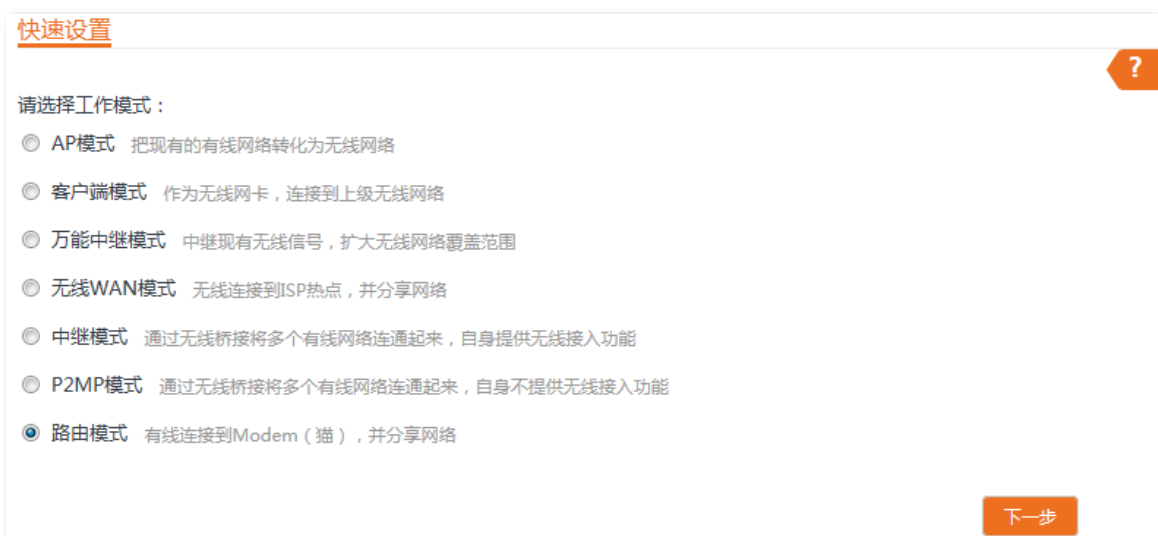 快速设置
?
请选择工作模式：
AP模式 把现有的有线网络转化为无线网络
客户端模式 作为无线网卡，连接到上级无线网络
万能中继模式 中继现有无线信号，扩大无线网络覆盖范围
无线WAN模式 无线连接到ISP热点，并分享网络
中继模式 通过无线桥接将多个有线网络连通起来，自身提供无线接入功能
P2MP模式 通过无线桥接将多个有线网络连通起来，自身不提供无线接入功能
路由模式 有线连接到Modem（猫），并分享网络
下一步